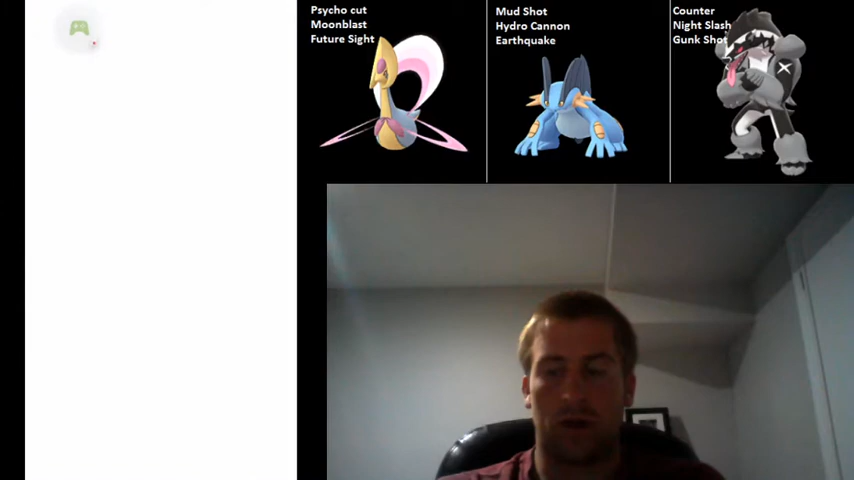 Psycho cut
Moonblast
Future Sight
Mud Shot
Hydro Cannon
Earthquake
Counter
Night Slash
Gunk Shot